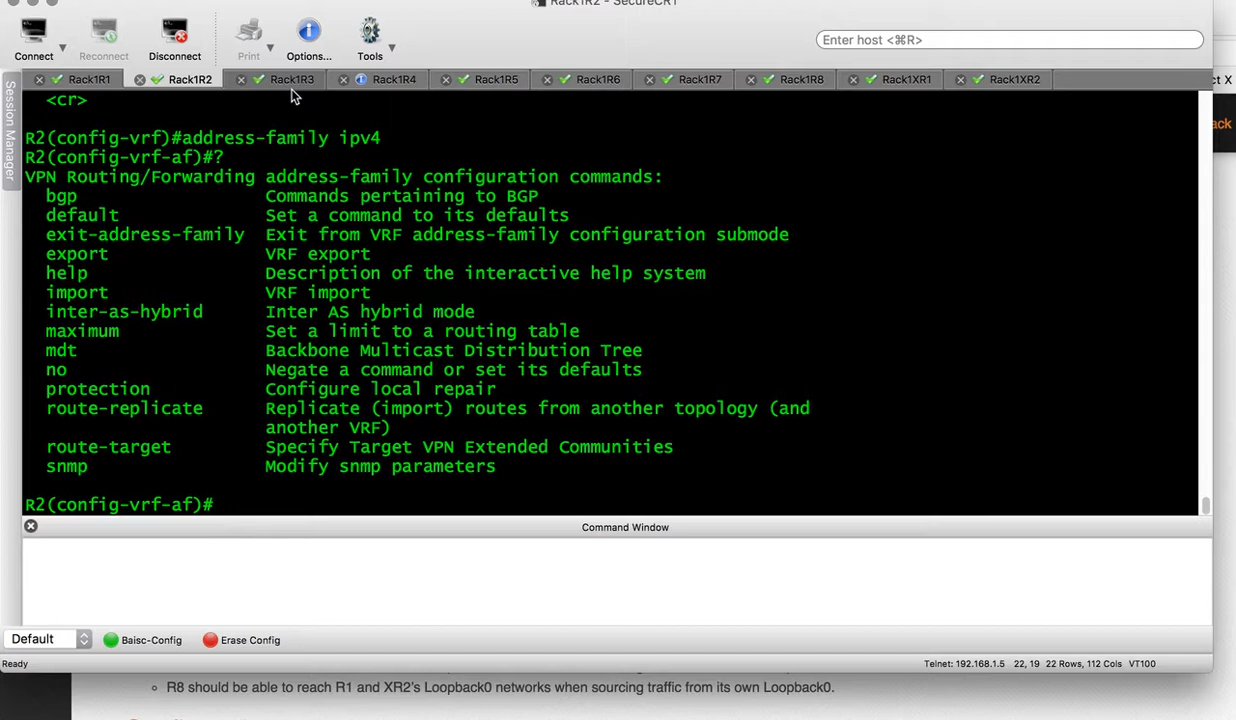 Rack1R2 - SecureCRT
Connect Reconnect Disconnect Print Options... Tools
Enter host <⌘R>
Session Manager
Rack1R1 Rack1R2 Rack1R3 Rack1R4 Rack1R5 Rack1R6 Rack1R7 Rack1R8 Rack1XR1 Rack1XR2
ct X
ack
<cr>
R2(config-vrf)#address-family ipv4
R2(config-vrf-af)#?
VPN Routing/Forwarding address-family configuration commands:
bgp Commands pertaining to BGP
default Set a command to its defaults
exit-address-family Exit from VRF address-family configuration submode
export VRF export
help Description of the interactive help system
import VRF import
inter-as-hybrid Inter AS hybrid mode
maximum Set a limit to a routing table
mdt Backbone Multicast Distribution Tree
no Negate a command or set its defaults
protection Configure local repair
route-replicate Replicate (import) routes from another topology (and
another VRF)
route-target Specify Target VPN Extended Communities
snmp Modify snmp parameters
R2(config-vrf-af)#
Command Window
Default Baisc-Config Erase Config
Ready Telnet: 192.168.1.5 22, 19 22 Rows, 112 Cols VT100
R8 should be able to reach R1 and XR2's Loopback0 networks when sourcing traffic from its own Loopback0.